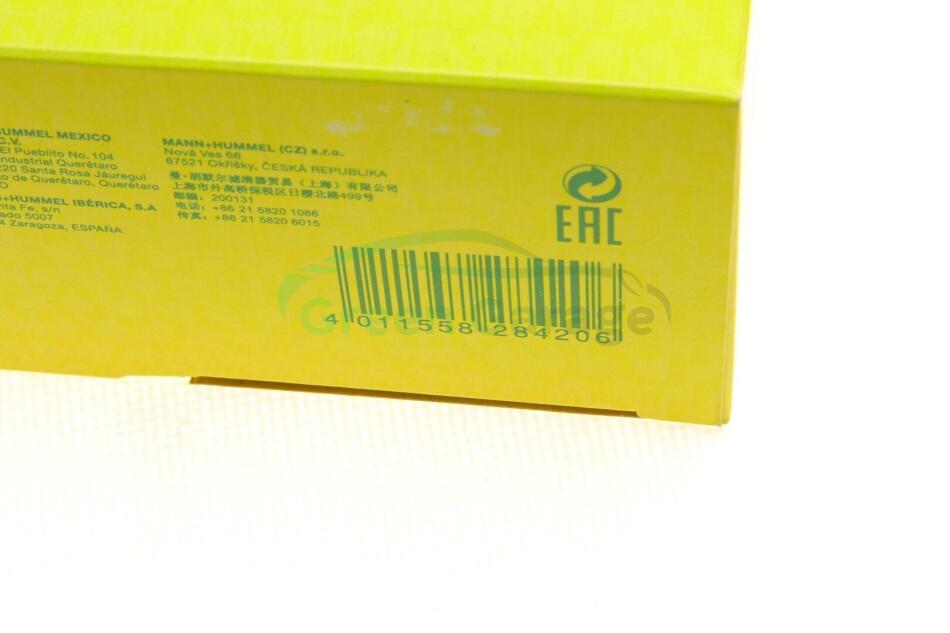 HUMMEL MEXICO
C.V.
El Pueblito No. 104
Industrial Querétaro
220 Santa Rosa Jáuregui
o de Querétaro, Querétaro
O
+HUMMEL IBÉRICA, S.A
nta Fe, s/n
ado 5007
4 Zaragoza, ESPAÑA
MANN+HUMMEL (CZ) s.r.o.
Nová Ves 66
67521 Okříšky, ČESKÁ REPUBLIKA
曼·胡默尔滤清器贸易（上海）有限公司
上海市外高桥保税区日樱北路499号
邮编：200131
电话：+86 21 5820 1086
传真：+86 21 5820 6015
EAC
Green Garage
4 011558 284206